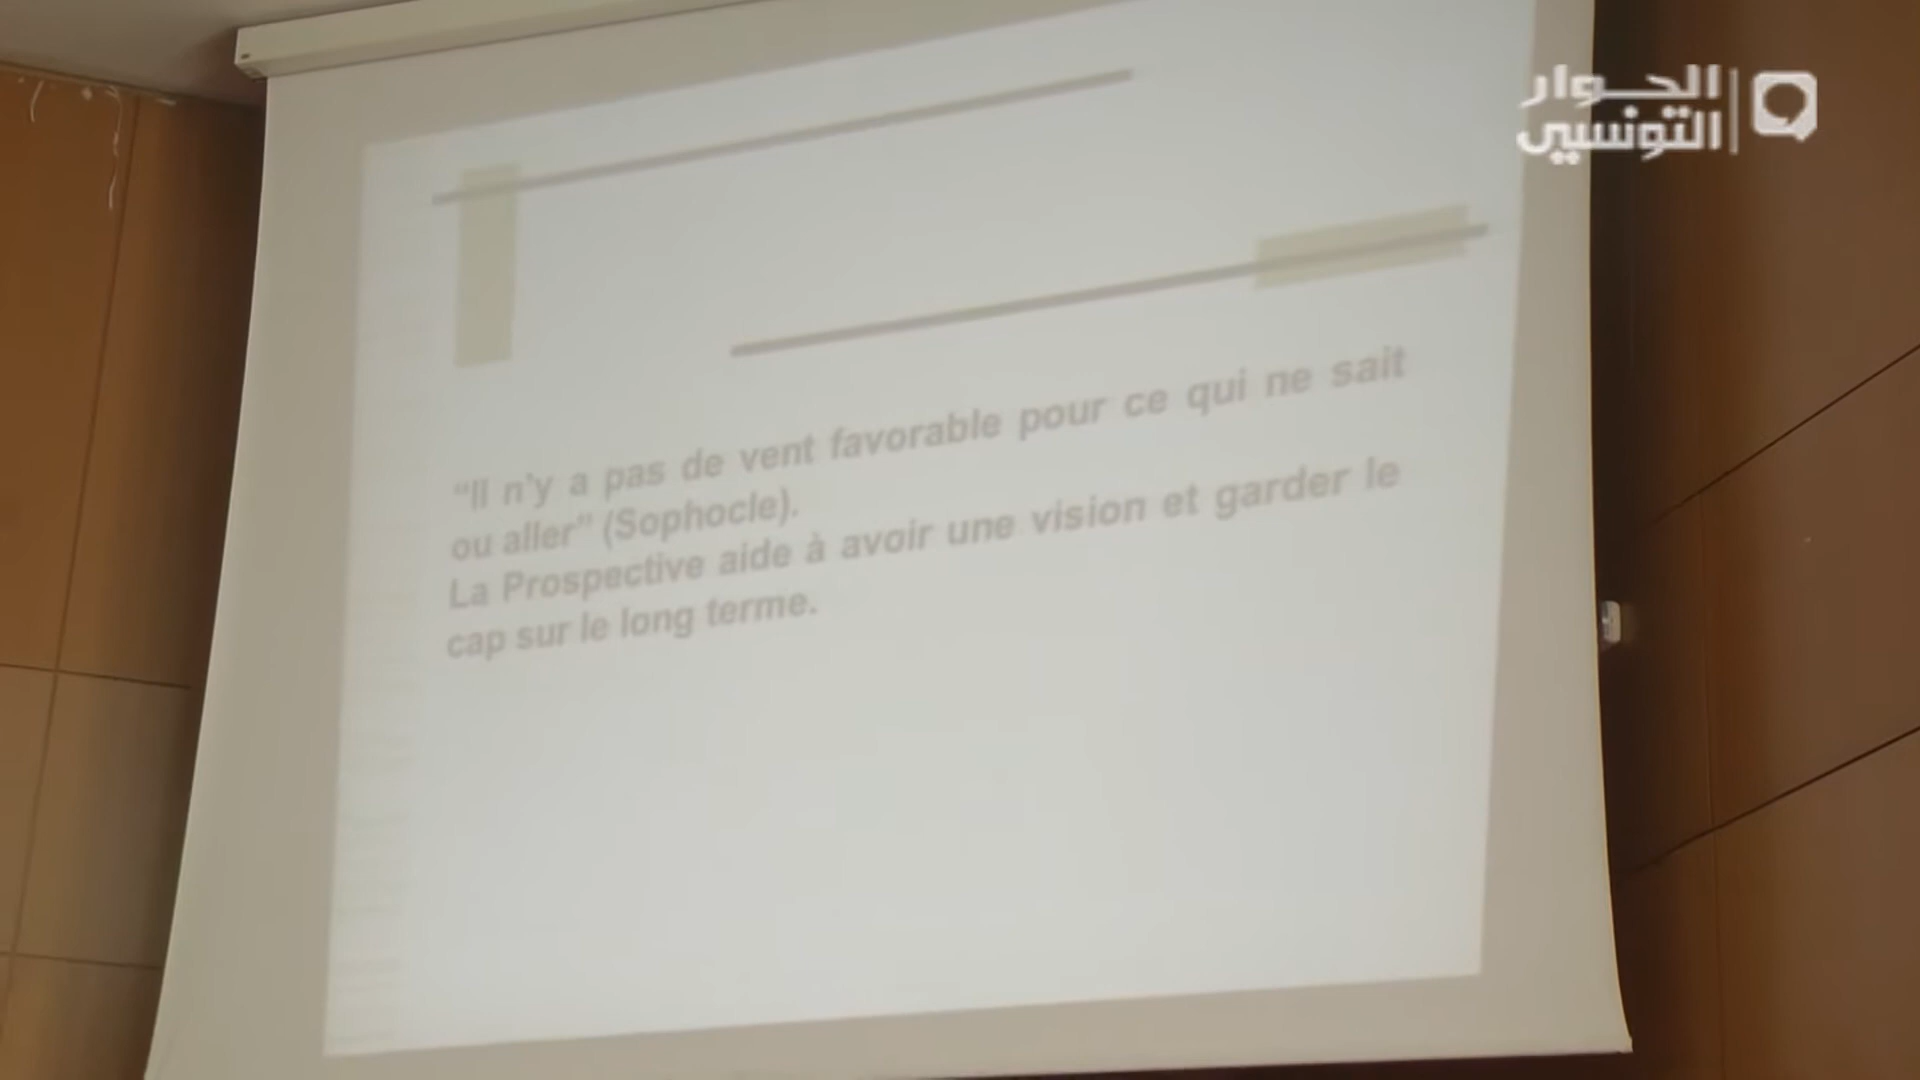 الحوار
التونسي
“Il n’y a pas de vent favorable pour ce qui ne sait
ou aller” (Sophocle).
La Prospective aide à avoir une vision et garder le
cap sur le long terme.